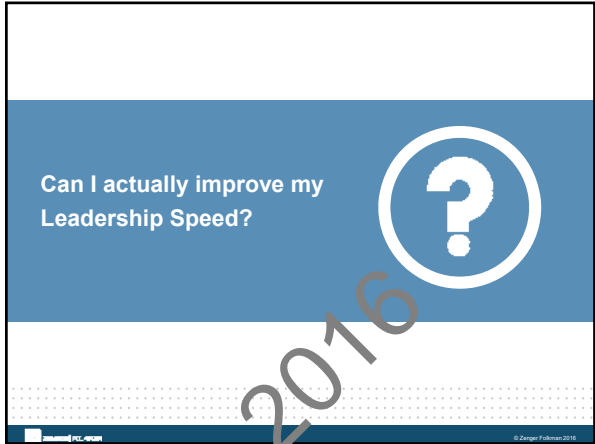 Can I actually improve my
Leadership Speed?
?
2016
© Zenger Folkman 2016